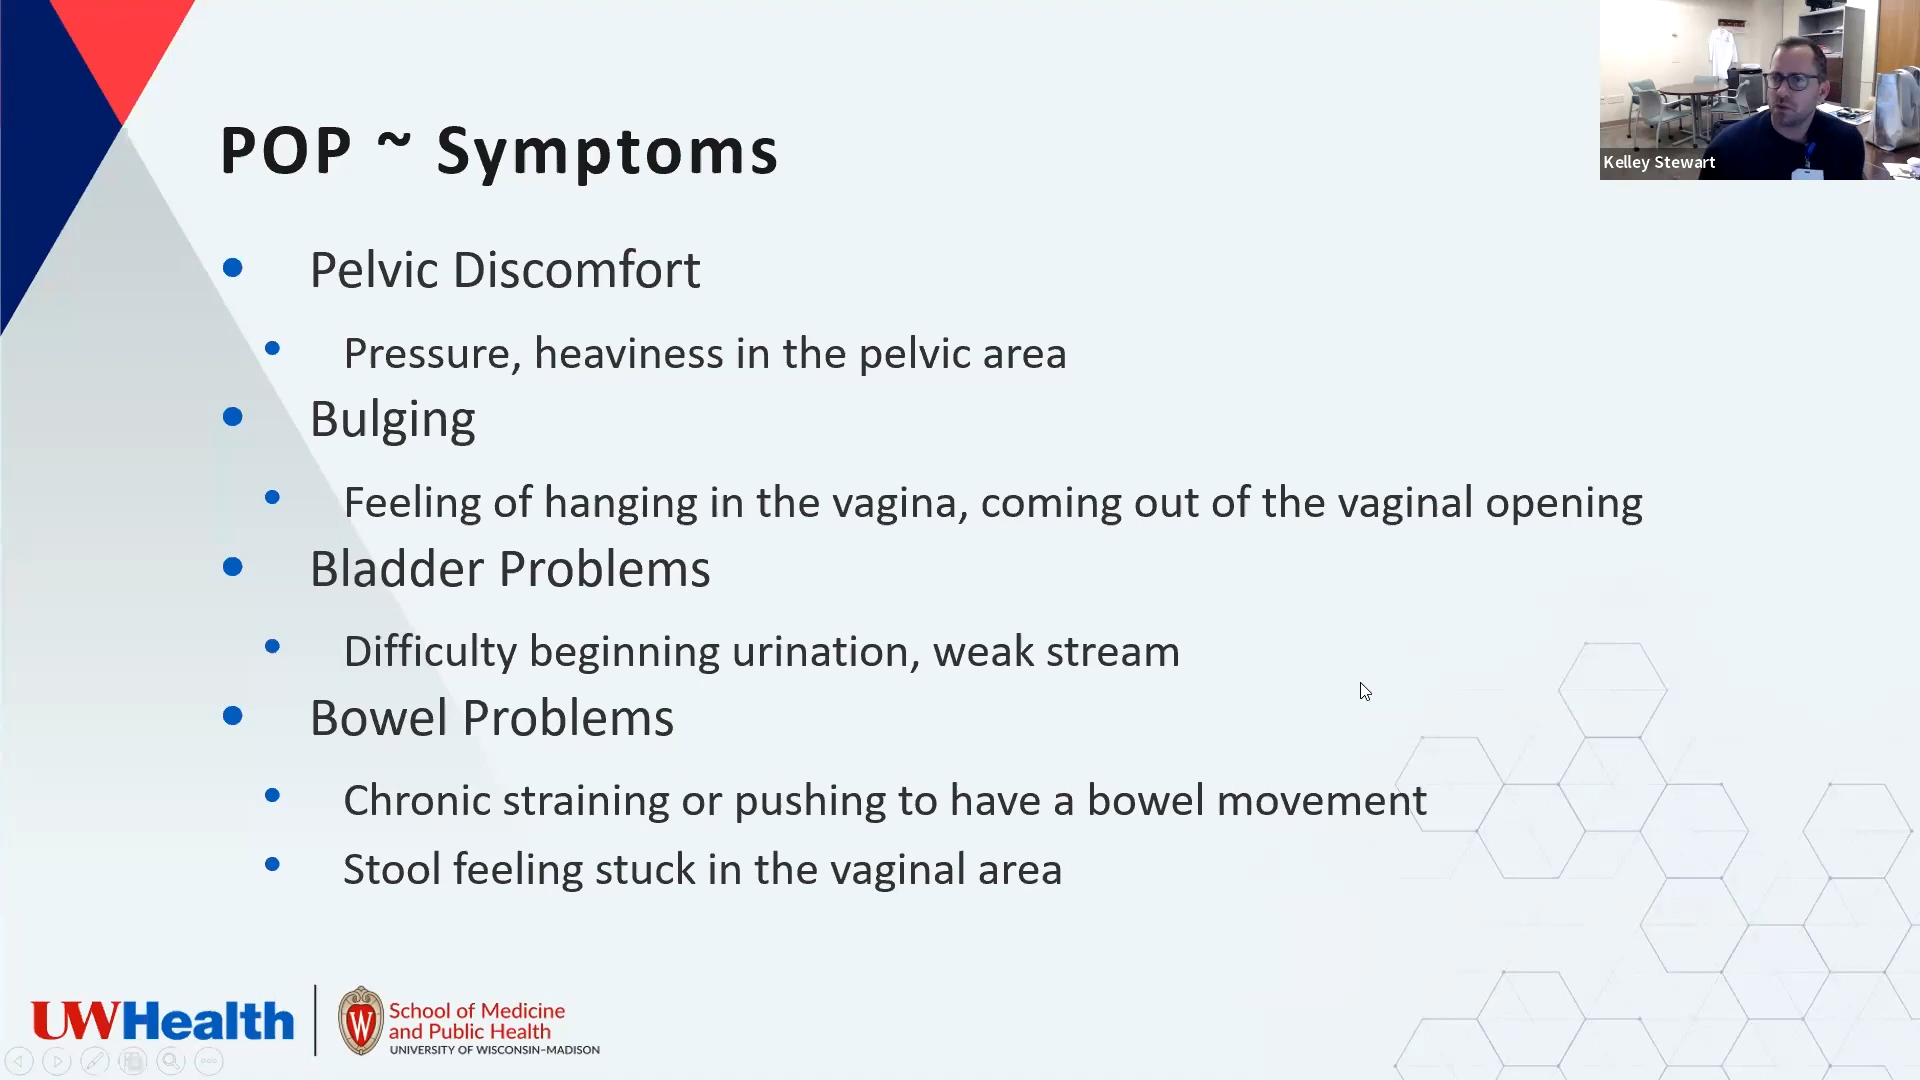 POP ~ Symptoms
Kelley Stewart
• Pelvic Discomfort
• Pressure, heaviness in the pelvic area
• Bulging
• Feeling of hanging in the vagina, coming out of the vaginal opening
• Bladder Problems
• Difficulty beginning urination, weak stream
• Bowel Problems
• Chronic straining or pushing to have a bowel movement
• Stool feeling stuck in the vaginal area
UWHealth
W
School of Medicine
and Public Health
UNIVERSITY OF WISCONSIN–MADISON